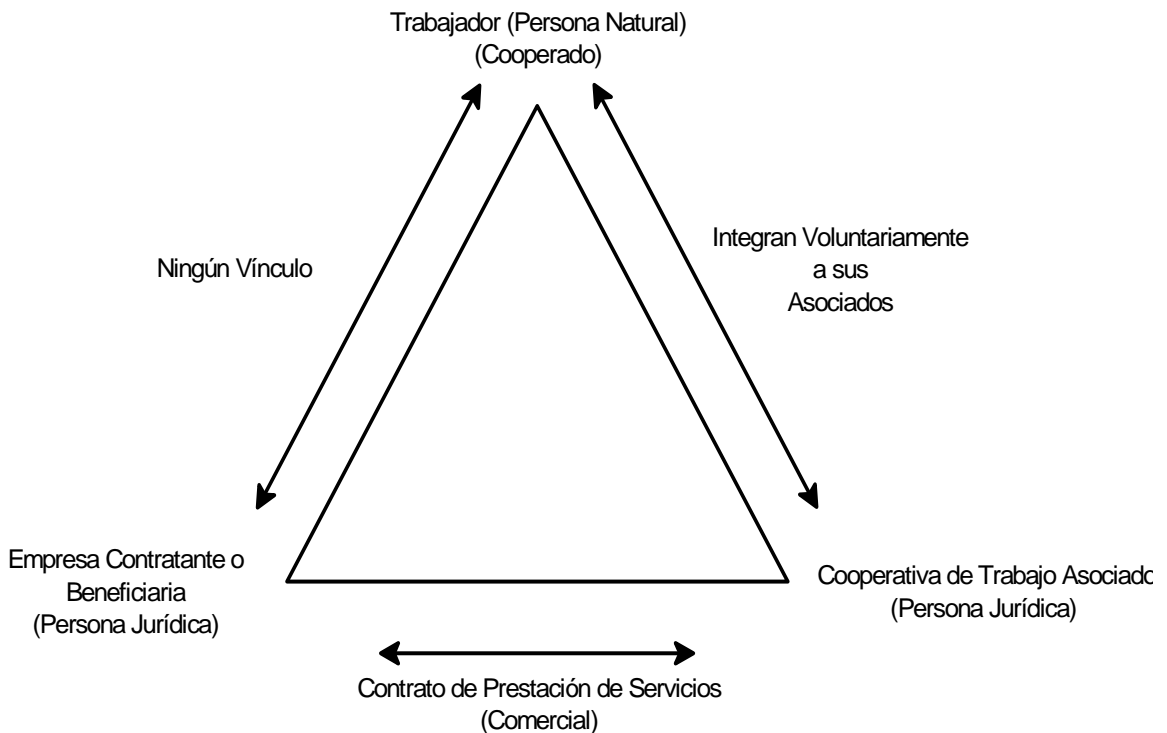 Trabajador (Persona Natural)
(Cooperado)
Ningún Vínculo
Integran Voluntariamente
a sus
Asociados
Empresa Contratante o
Beneficiaria
(Persona Jurídica)
Cooperativa de Trabajo Asociado
(Persona Jurídica)
Contrato de Prestación de Servicios
(Comercial)